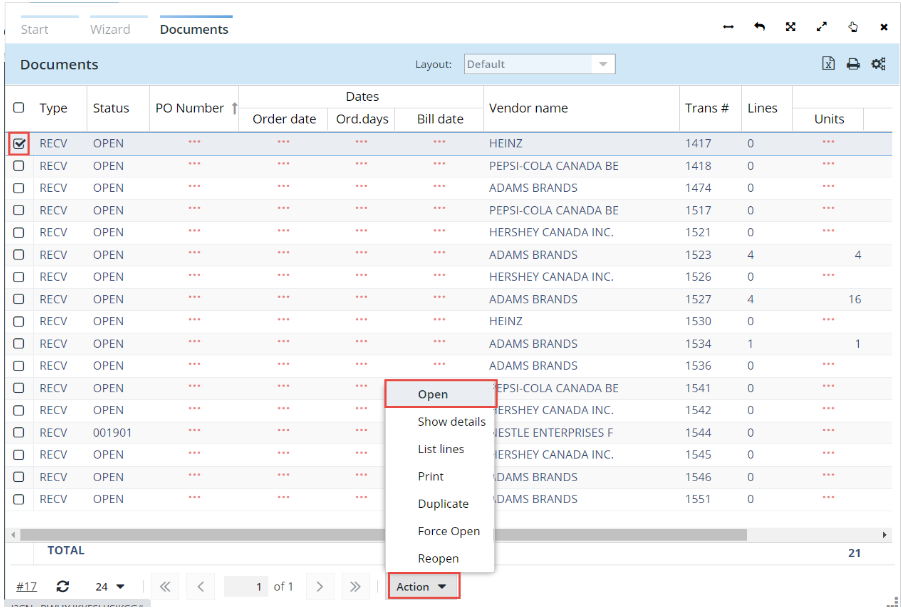 Start Wizard Documents
Documents Layout: Default
Dates
Type Status PO Number Vendor name Trans # Lines
Order date Ord.days Bill date Units
RECV OPEN *** *** *** *** HEINZ 1417 0 ***
RECV OPEN *** *** *** *** PEPSI-COLA CANADA BE 1418 0 ***
RECV OPEN *** *** *** *** ADAMS BRANDS 1474 0 ***
RECV OPEN *** *** *** *** PEPSI-COLA CANADA BE 1517 0 ***
RECV OPEN *** *** *** *** HERSHEY CANADA INC. 1521 0 ***
RECV OPEN *** *** *** *** ADAMS BRANDS 1523 4 4
RECV OPEN *** *** *** *** HERSHEY CANADA INC. 1526 0 ***
RECV OPEN *** *** *** *** ADAMS BRANDS 1527 4 16
RECV OPEN *** *** *** *** HEINZ 1530 0 ***
RECV OPEN *** *** *** *** ADAMS BRANDS 1534 1 1
RECV OPEN *** *** *** *** ADAMS BRANDS 1536 0 ***
RECV OPEN *** *** *** EPSI-COLA CANADA BE 1541 0 ***
RECV OPEN *** *** *** ERSHEY CANADA INC. 1542 0 ***
RECV 001901 *** *** *** ESTLE ENTERPRISES F 1544 0 ***
RECV OPEN *** *** *** ERSHEY CANADA INC. 1545 0 ***
RECV OPEN *** *** *** DAMS BRANDS 1546 0 ***
RECV OPEN *** *** *** DAMS BRANDS 1551 0 ***
Open
Show details
List lines
Print
Duplicate
Force Open
Reopen
TOTAL 21
#17 24 1 of 1 Action